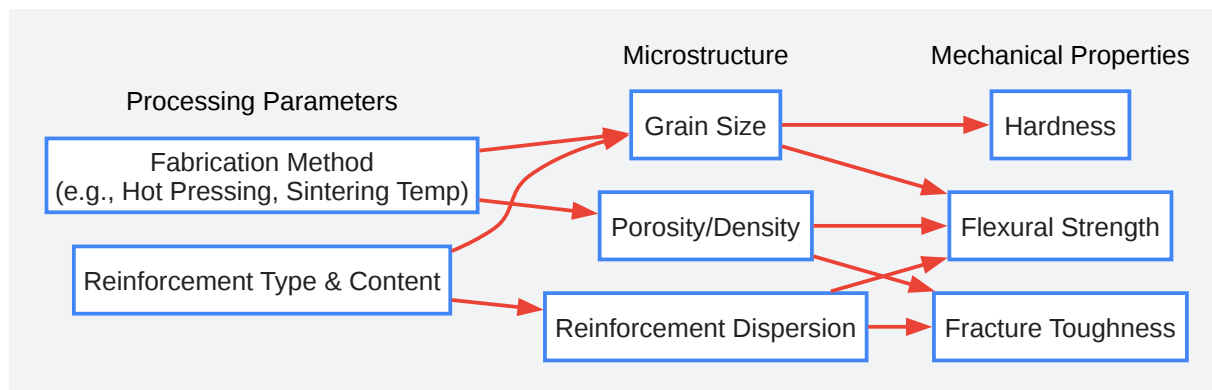 Processing Parameters
Fabrication Method
(e.g., Hot Pressing, Sintering Temp)
Reinforcement Type & Content
Microstructure
Grain Size
Porosity/Density
Reinforcement Dispersion
Mechanical Properties
Hardness
Flexural Strength
Fracture Toughness